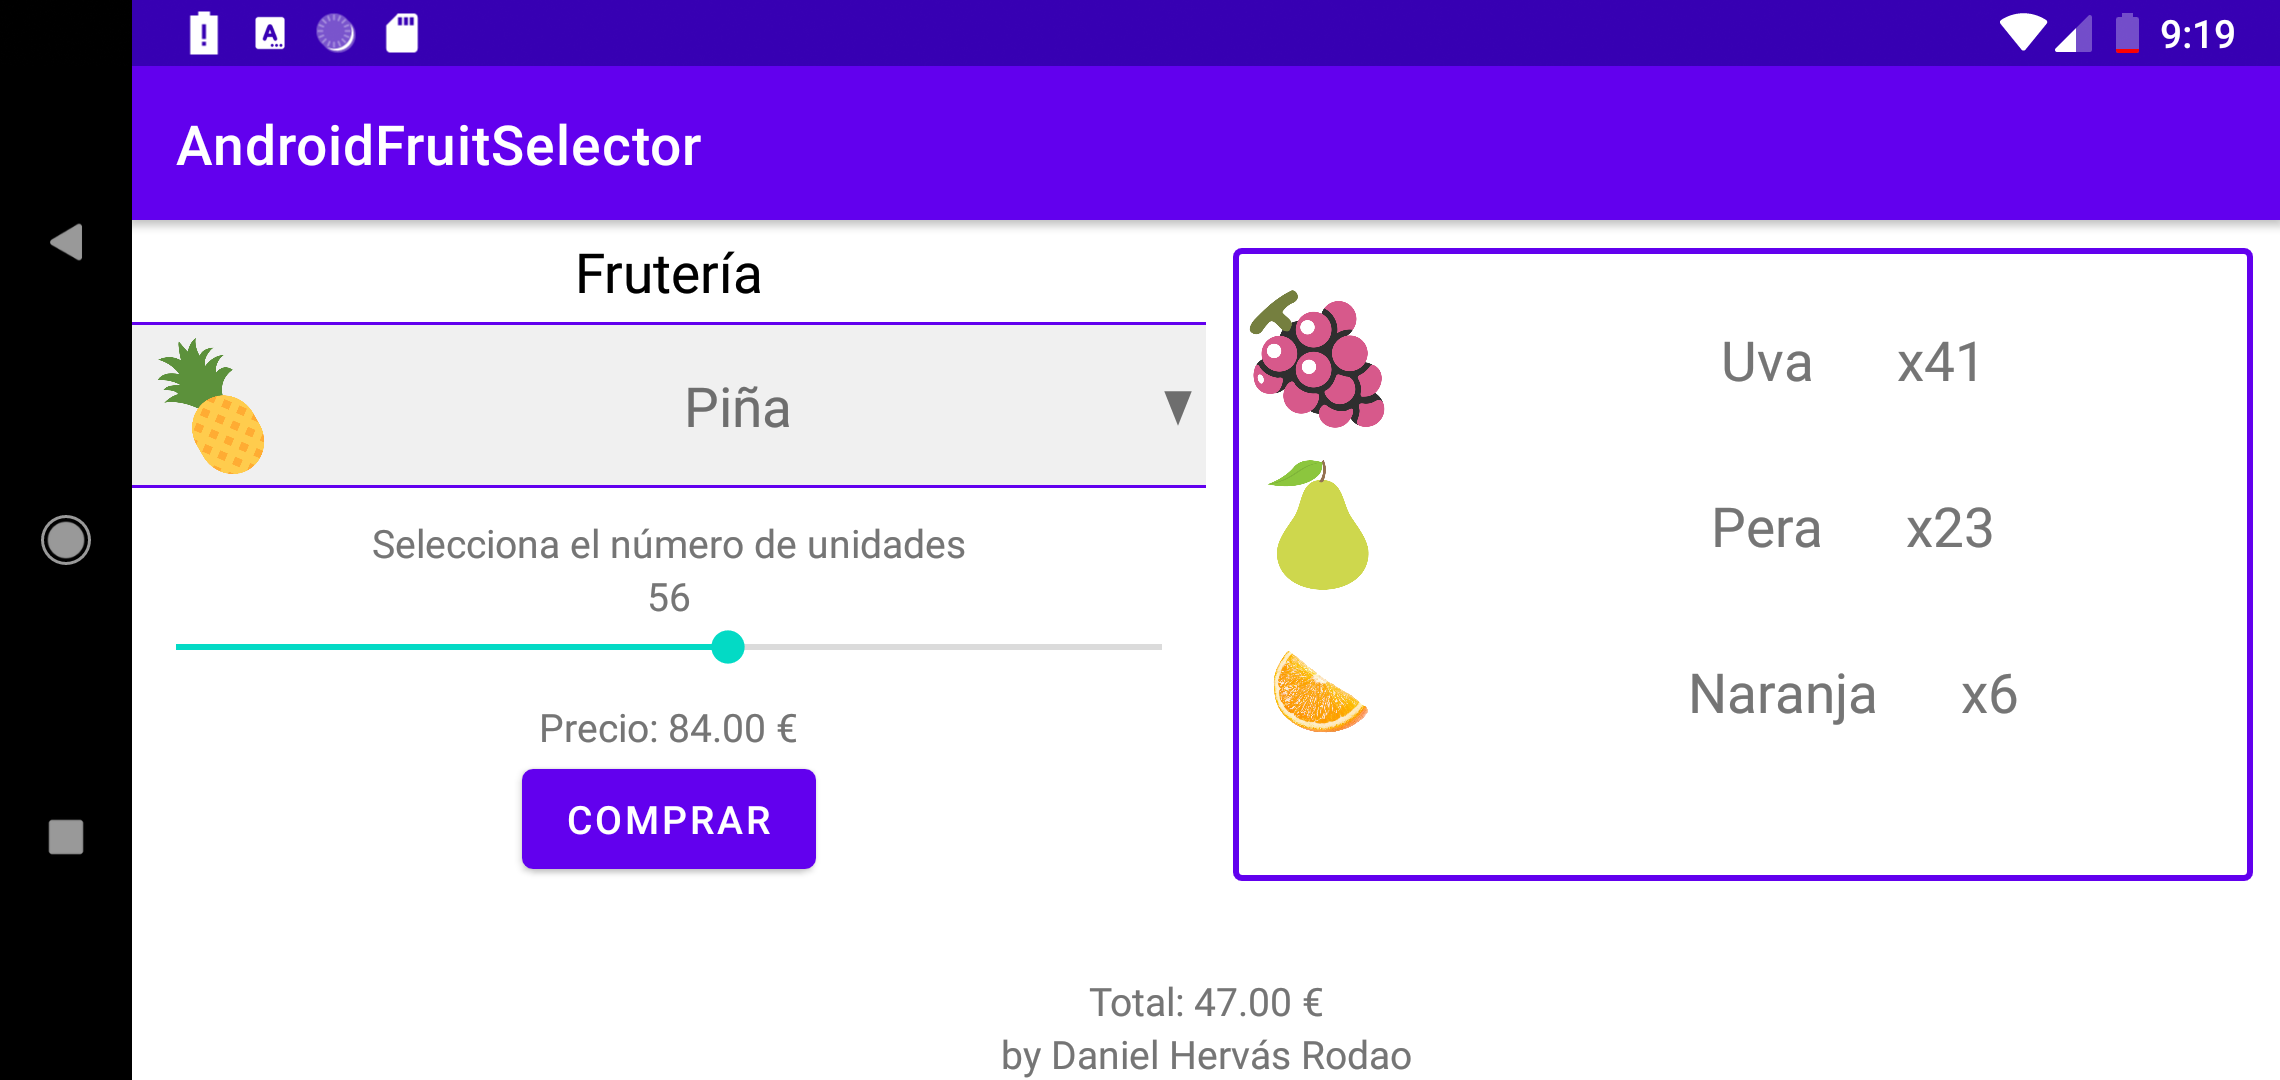 9:19
AndroidFruitSelector
Frutería
Piña
Selecciona el número de unidades
56
Precio: 84.00 €
COMPRAR
Uva x41
Pera x23
Naranja x6
Total: 47.00 €
by Daniel Hervás Rodao